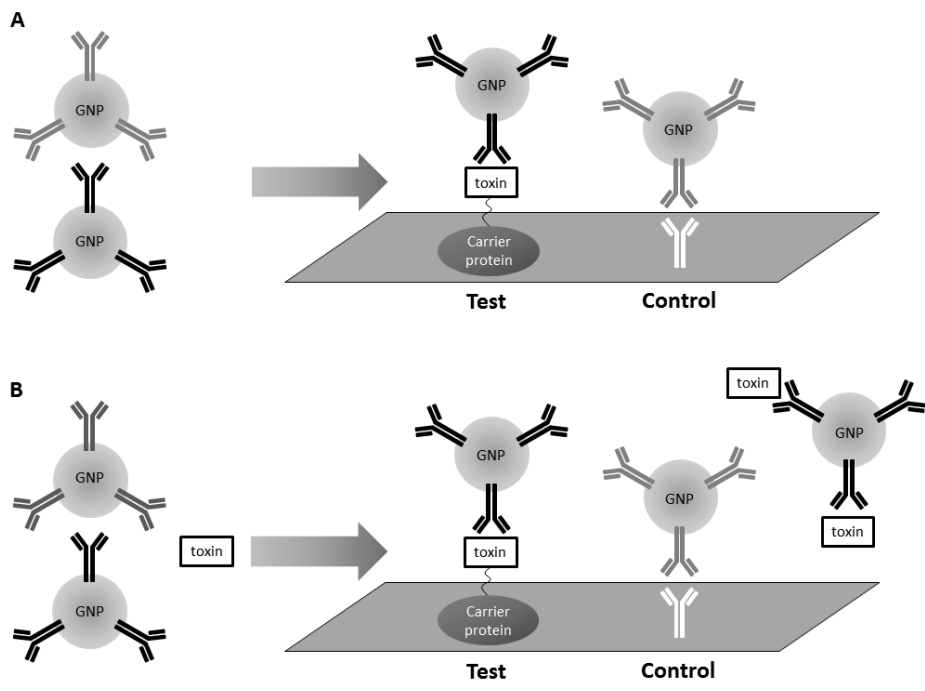 A
GNP
GNP
GNP
toxin
Carrier
protein
GNP
Test
Control
B
GNP
toxin
GNP
GNP
toxin
Carrier
protein
GNP
toxin
GNP
toxin
Test
Control